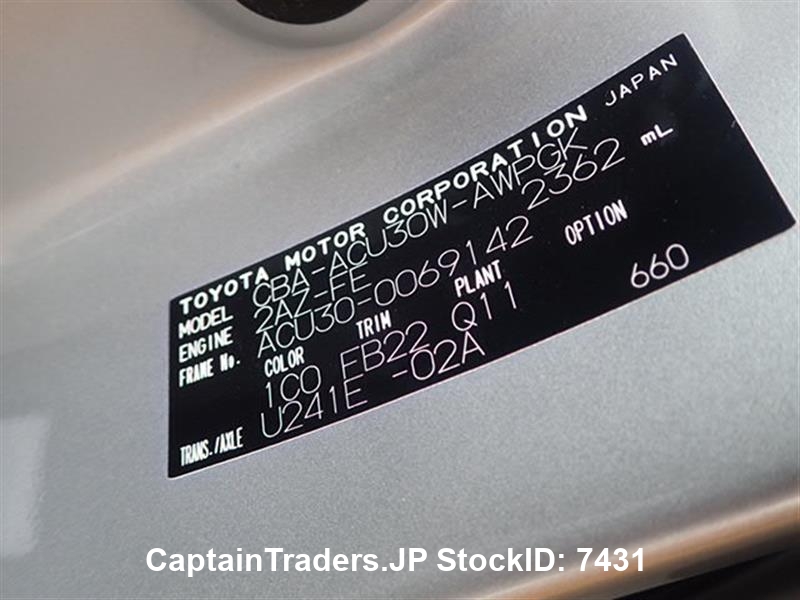 TOYOTA MOTOR CORPORATION JAPAN
MODEL CBA-ACU30W-AWPGK
ENGINE 2AZ-FE 2362 mL
FRAME No. ACU30-0069142
COLOR TRIM PLANT OPTION
1C0 FB22 Q11 660
TRANS./AXLE U241E -02A
CaptainTraders.JP StockID: 7431